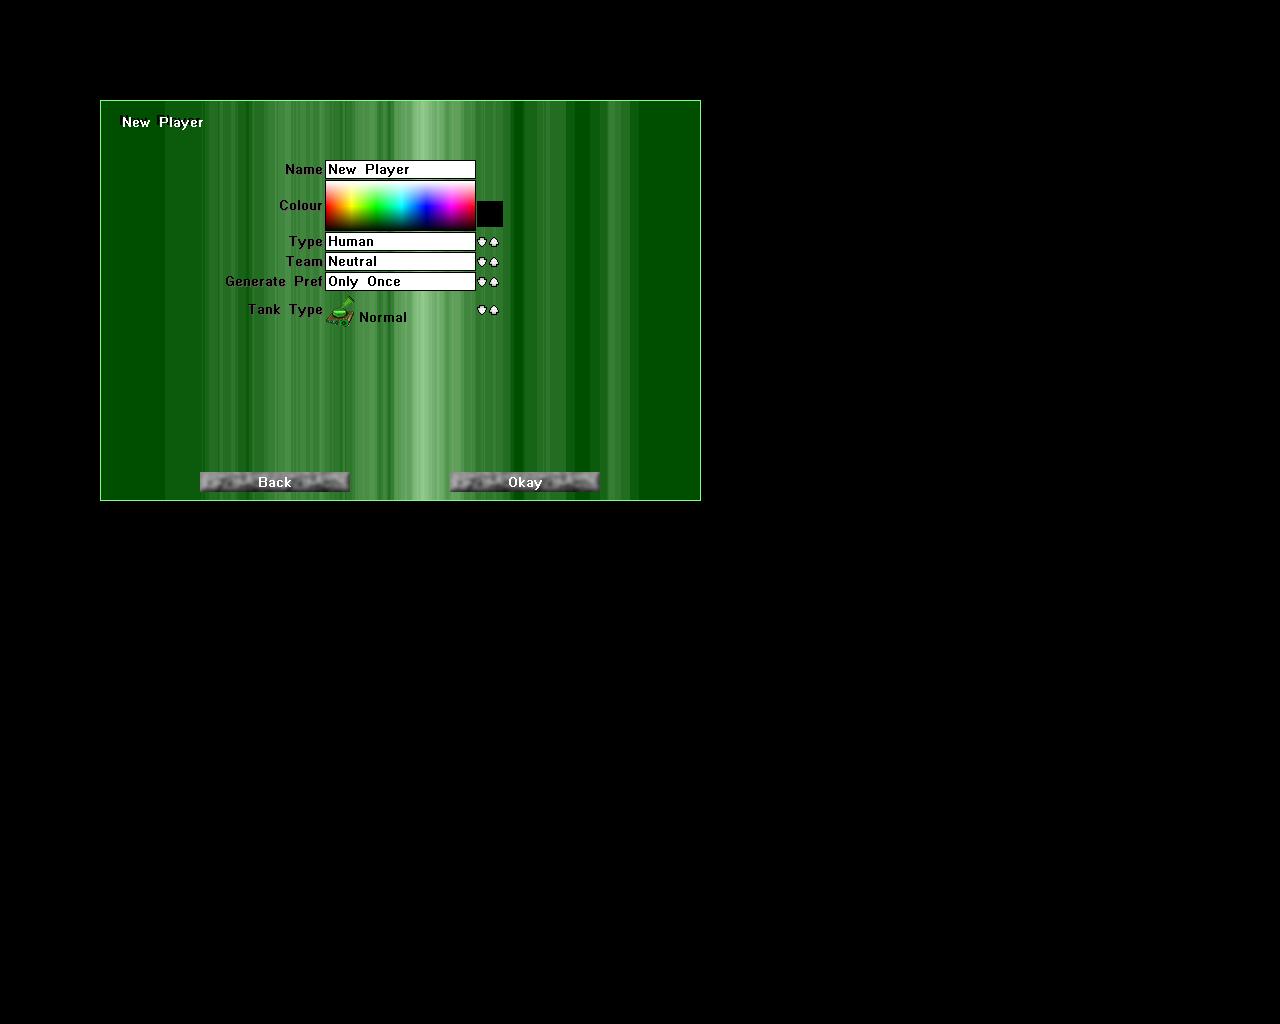 New Player
Name New Player
Colour
Type Human
Team Neutral
Generate Pref Only Once
Tank Type Normal
Back Okay